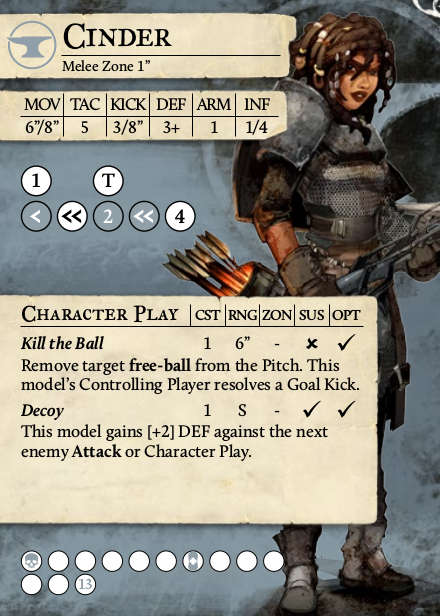 Cinder
Melee Zone 1"
MOV TAC KICK DEF ARM INF
6"/8" 5 3/8" 3+ 1 1/4
1 T
< << 2 << 4
Character Play CST RNG ZON SUS OPT
Kill the Ball 1 6" - ✘ ✓
Remove target free-ball from the Pitch. This
model's Controlling Player resolves a Goal Kick.
Decoy 1 S - ✓ ✓
This model gains [+2] DEF against the next
enemy Attack or Character Play.
13